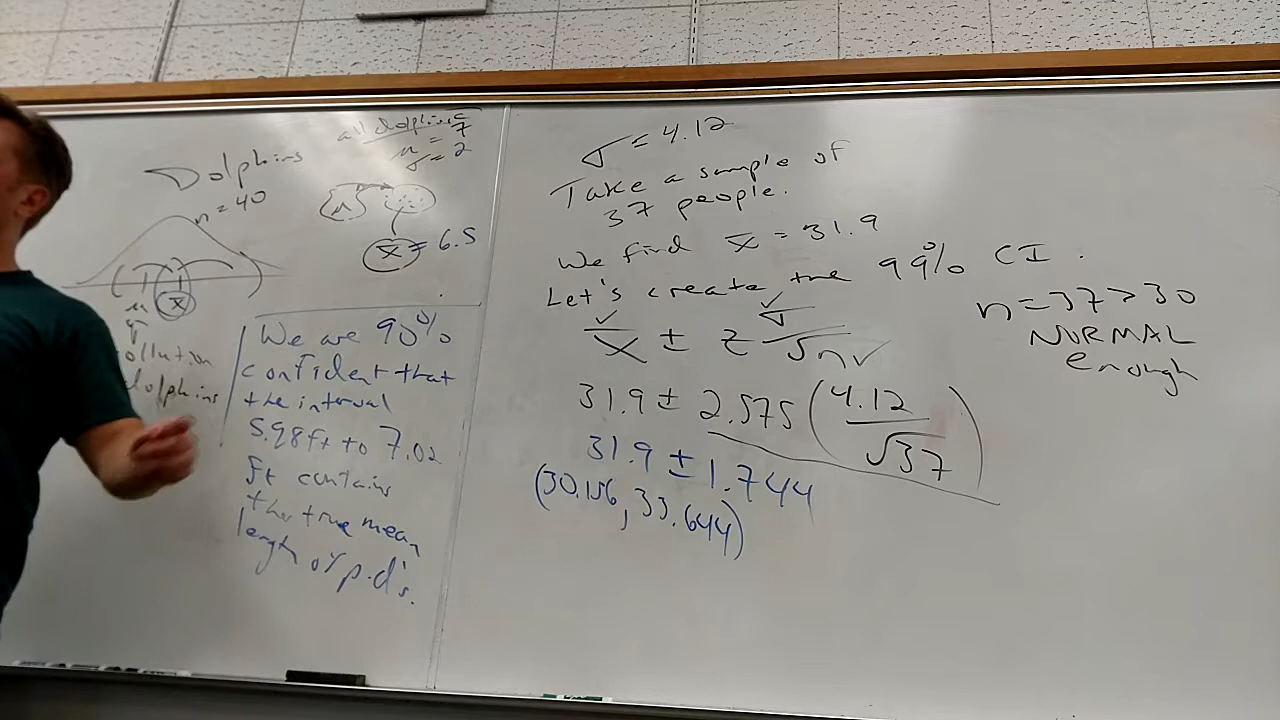 Dolphins
n = 40
all dolphins
μ = 7
σ = 2
μ
x̄ = 6.5
x̄
μ
ollution
dolphins
We are 90%
confident that
the interval
5.98ft to 7.02
ft contains
the true mean
length of p.d's.
σ = 4.12
Take a sample of
37 people.
We find x̄ = 31.9
Let's create the 99% CI.
x̄ ± z σ/√n
n = 37 > 30
NORMAL
enough
31.9 ± 2.575 (4.12/√37)
31.9 ± 1.744
(30.156, 33.644)